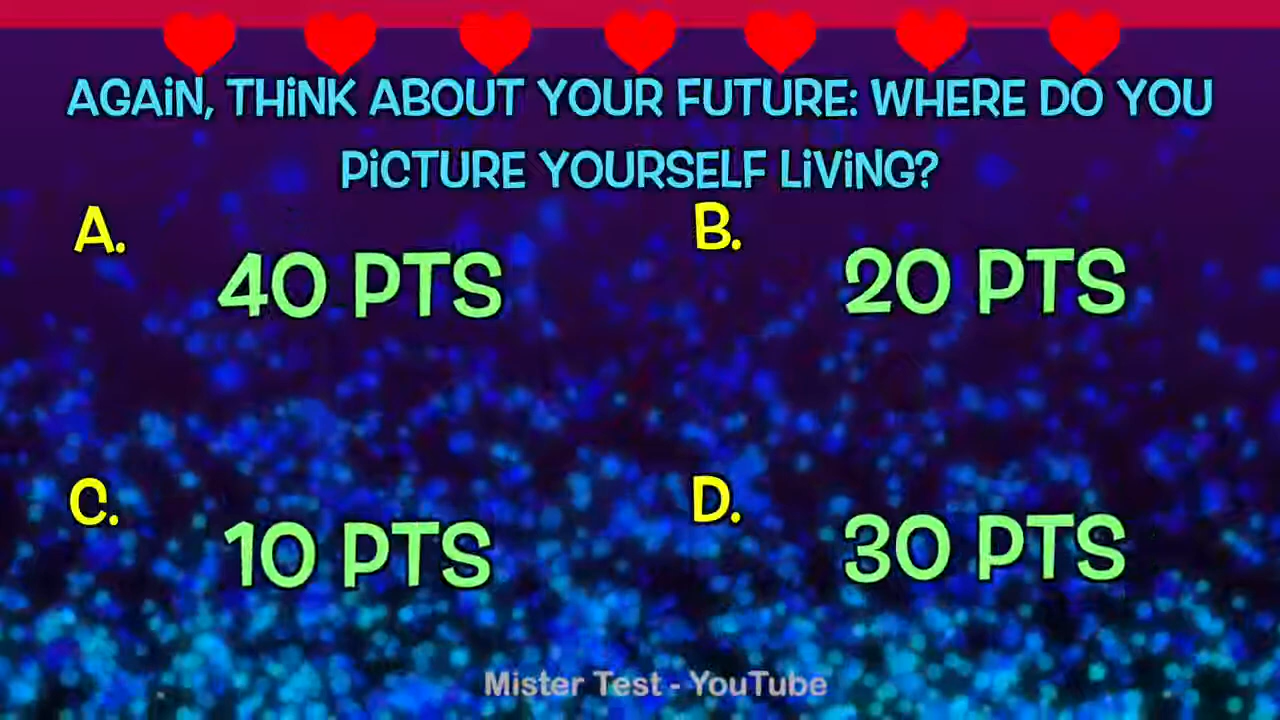 AGAIN, THINK ABOUT YOUR FUTURE: WHERE DO YOU
PICTURE YOURSELF LIVING?
A.
40 PTS
B.
20 PTS
C.
10 PTS
D.
30 PTS
Mister Test - YouTube